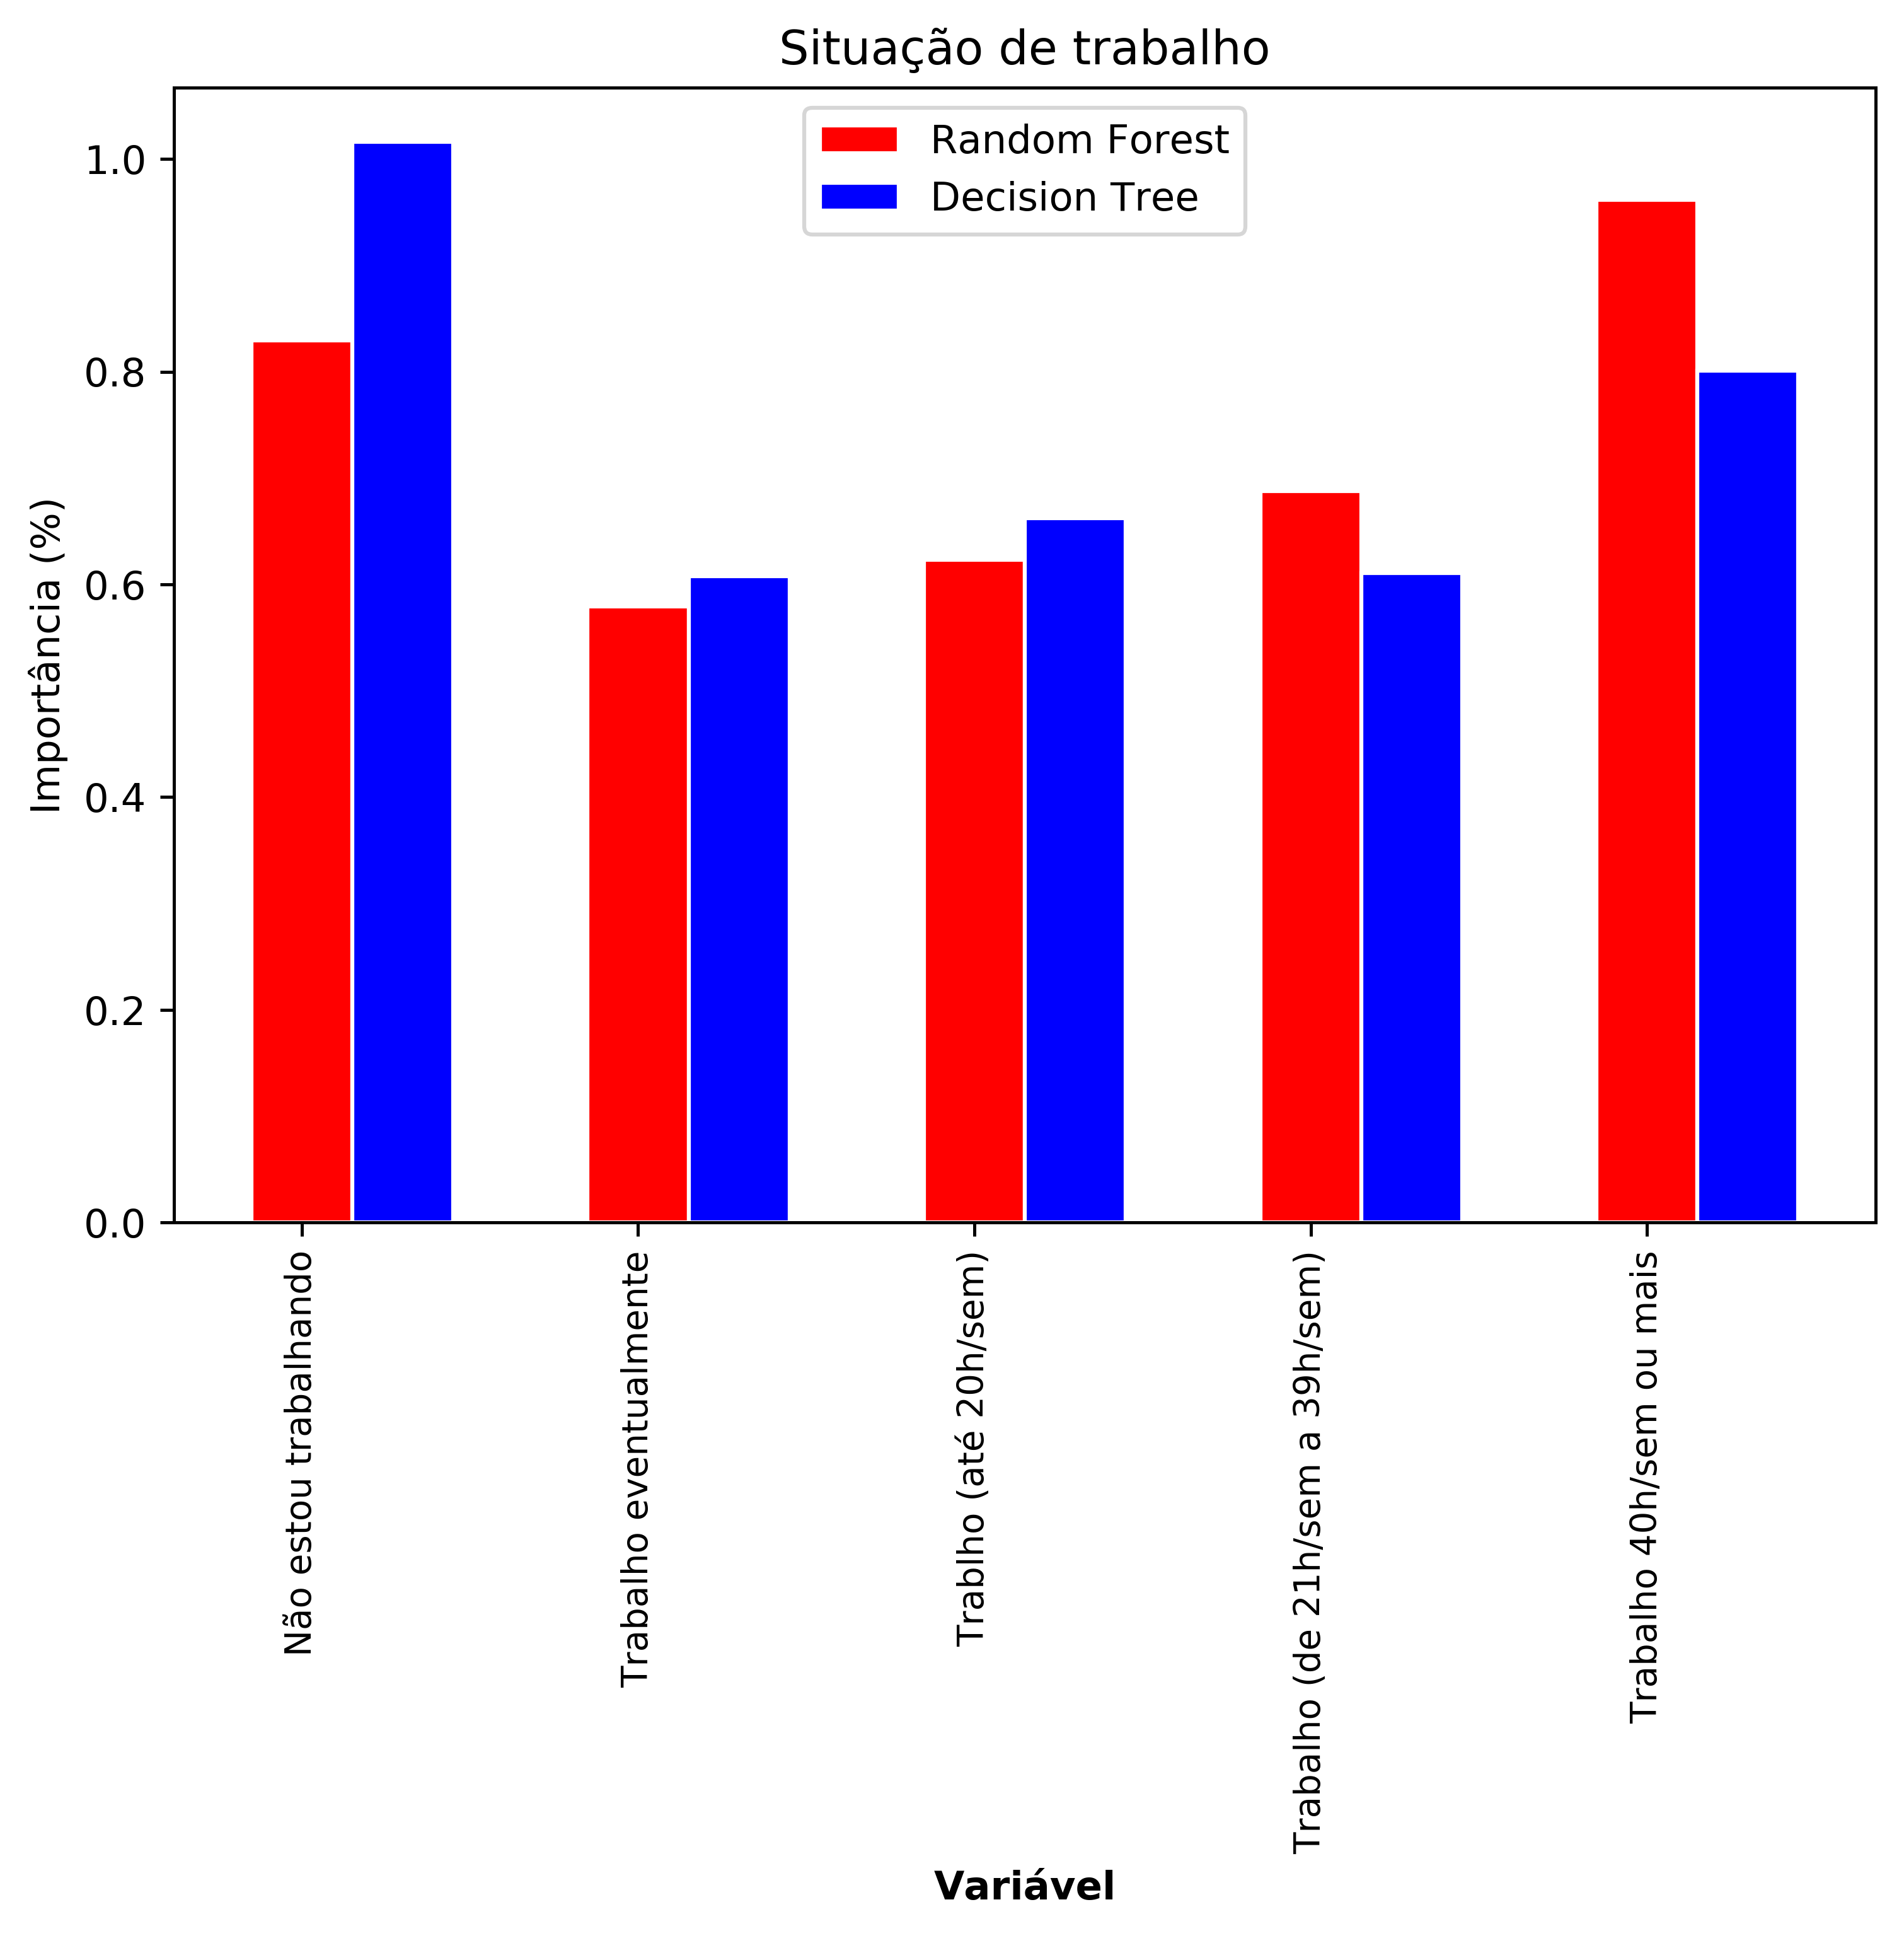 Situação de trabalho
Random Forest
Decision Tree
Importância (%)
1.0
0.8
0.6
0.4
0.2
0.0
Não estou trabalhando
Trabalho eventualmente
Trablho (até 20h/sem)
Trabalho (de 21h/sem a 39h/sem)
Trabalho 40h/sem ou mais
Variável